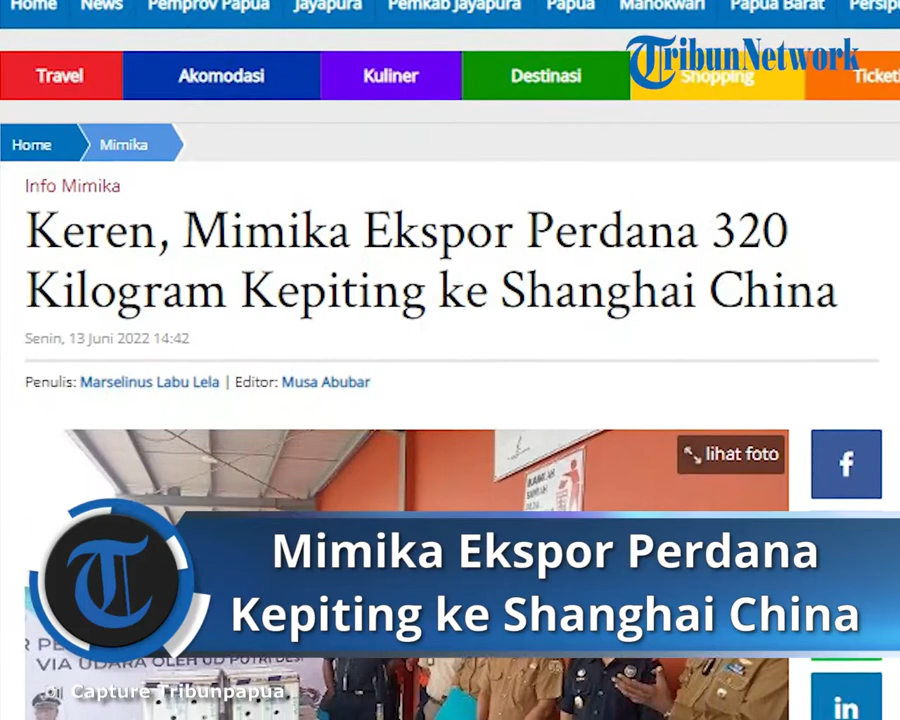 Home News Pemprov Papua Jayapura Pemkab Jayapura Papua Manokwari Papua Barat
TribunNetwork
Travel Akomodasi Kuliner Destinasi Shopping
Home Mimika
Info Mimika
Keren, Mimika Ekspor Perdana 320
Kilogram Kepiting ke Shanghai China
Senin, 13 Juni 2022 14:42
Penulis: Marselinus Labu Lela | Editor: Musa Abubar
lihat foto
f
Mimika Ekspor Perdana
Kepiting ke Shanghai China
VIA UDARA OLEH UD PUTRI
Capture Tribunpapua
in